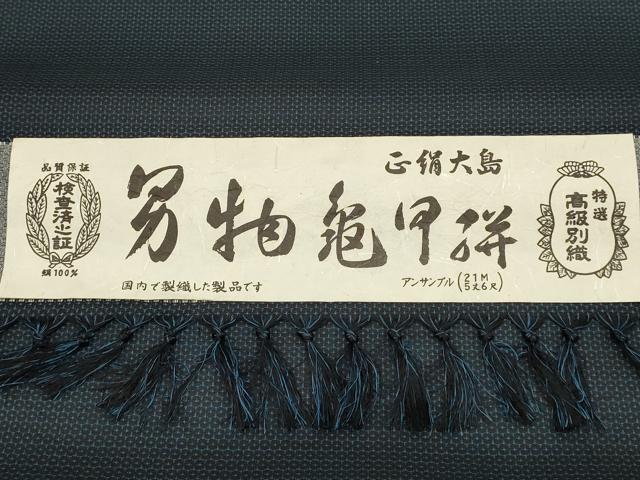 品質保証
検査済之証
絹100%
正絹大島
男物亀甲絣
国内で製織した製品です
アンサンブル(21M 5丈6尺)
特選
高級別織